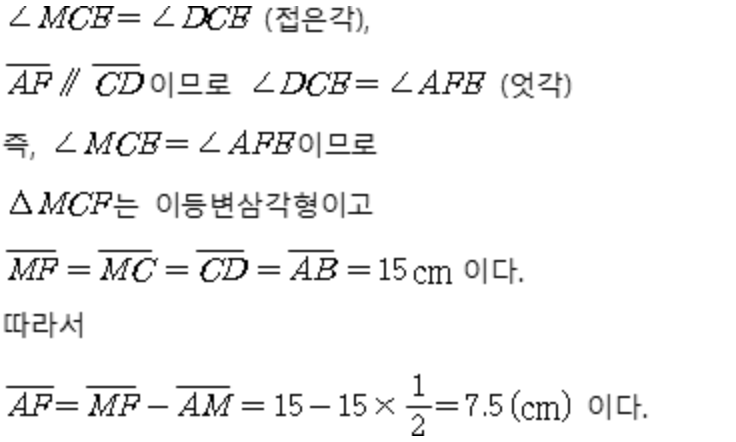 ∠MCE = ∠DCE (접은각),
AF ∥ CD 이므로 ∠DCE = ∠AFE (엇각)
즉, ∠MCE = ∠AFE이므로
△MCF는 이등변삼각형이고
MF = MC = CD = AB = 15 cm 이다.
따라서
AF = MF − AM = 15 − 15 × 1/2 = 7.5 (cm) 이다.